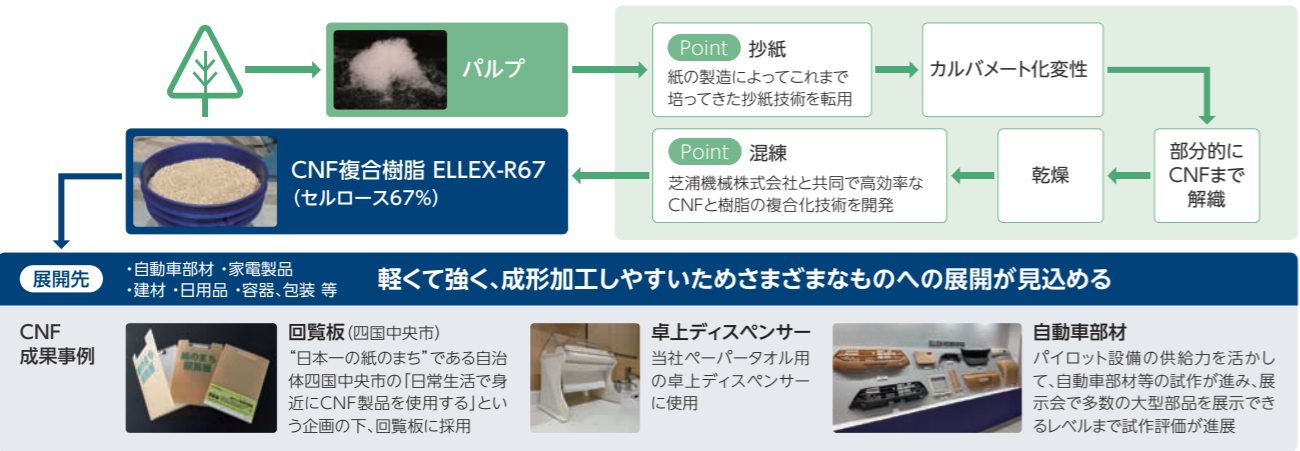 パルプ
Point 抄紙
紙の製造によってこれまで
培ってきた抄紙技術を転用
カルバメート化変性
部分的に
CNFまで
解繊
乾燥
Point 混練
芝浦機械株式会社と共同で高効率な
CNFと樹脂の複合化技術を開発
CNF複合樹脂 ELLEX-R67
（セルロース67%）
展開先
・自動車部材 ・家電製品
・建材 ・日用品 ・容器、包装 等
軽くて強く、成形加工しやすいためさまざまなものへの展開が見込める
CNF
成果事例
回覧板（四国中央市）
“日本一の紙のまち”である自治
体四国中央市の「日常生活で身
近にCNF製品を使用する」とい
う企画の下、回覧板に採用
卓上ディスペンサー
当社ペーパータオル用
の卓上ディスペンサー
に使用
自動車部材
パイロット設備の供給力を活かし
て、自動車部材等の試作が進み、展
示会で多数の大型部品を展示でき
るレベルまで試作評価が進展